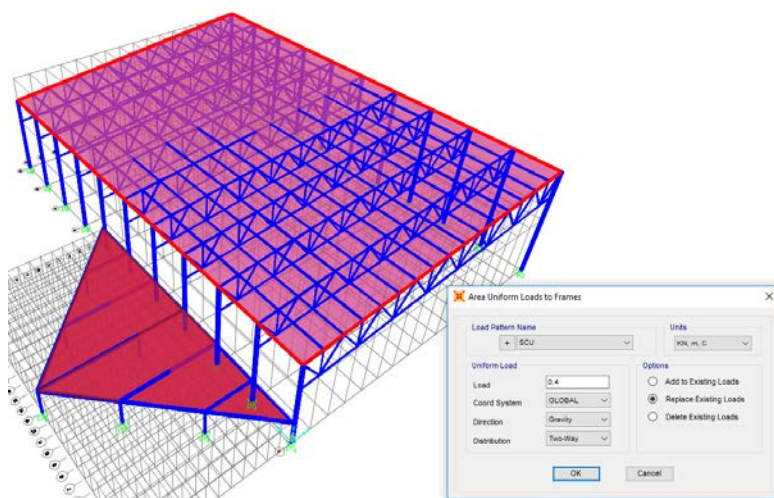 Area Uniform Loads to Frames
Load Pattern Name
+ SCU
Units
KN, m, C
Uniform Load
Load 0,4
Coord System GLOBAL
Direction Gravity
Distribution Two-Way
Options
Add to Existing Loads
Replace Existing Loads
Delete Existing Loads
OK Cancel